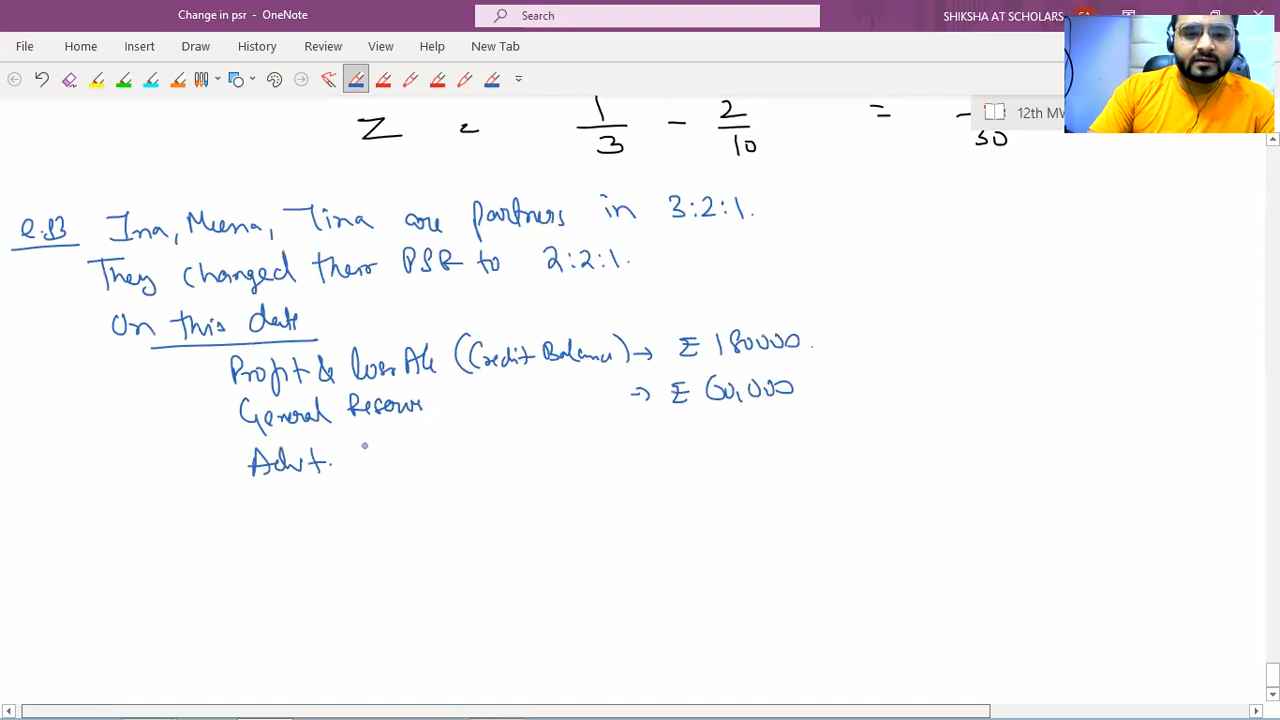 Change in psr - OneNote
Search
SHIKSHA AT SCHOLARS
File Home Insert Draw History Review View Help New Tab
12th MW
Z = 1/3 - 2/10 = - 30
Q.13 Ina, Meena, Tina are partners in 3:2:1.
They changed their PSR to 2:2:1.
On this date
Profit & loss A/c (Credit Balance) → ₹ 180000.
General Reserve → ₹ 60,000
Advt.